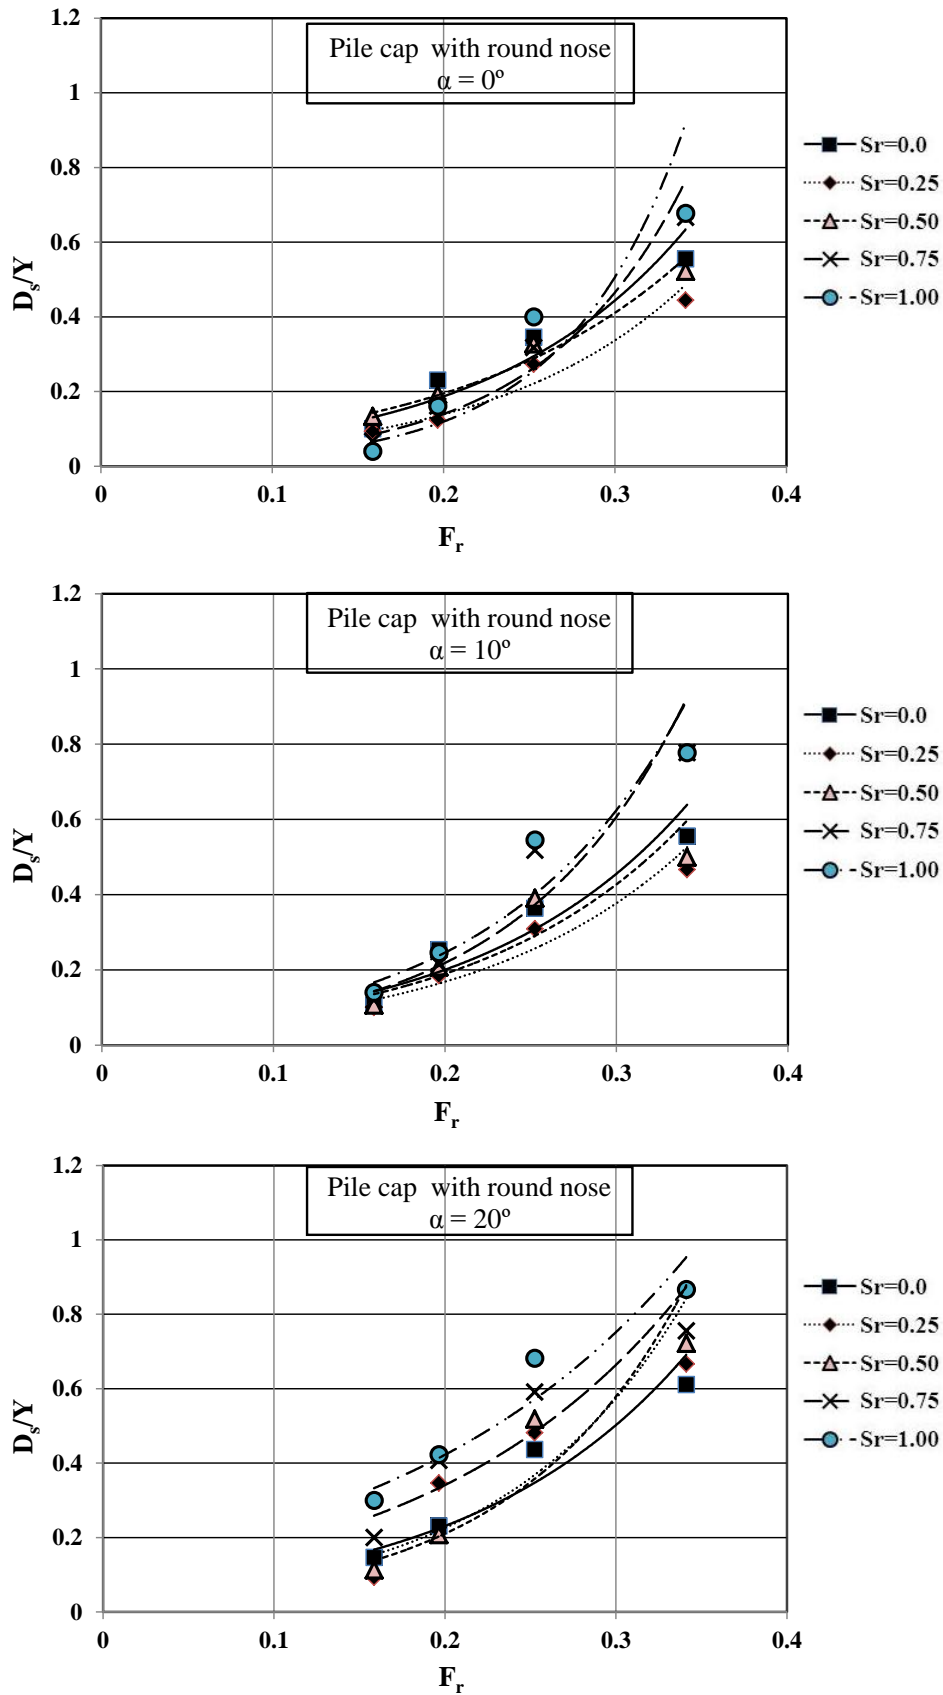 1.2
Pile cap with round nose
α = 0º
1
0.8
0.6
0.4
0.2
0
Ds/Y
0
0.1
0.2
0.3
0.4
Fr
Sr=0.0
Sr=0.25
Sr=0.50
Sr=0.75
Sr=1.00
1.2
Pile cap with round nose
α = 10º
1
0.8
0.6
0.4
0.2
0
Ds/Y
0
0.1
0.2
0.3
0.4
Fr
Sr=0.0
Sr=0.25
Sr=0.50
Sr=0.75
Sr=1.00
1.2
Pile cap with round nose
α = 20º
1
0.8
0.6
0.4
0.2
0
Ds/Y
0
0.1
0.2
0.3
0.4
Fr
Sr=0.0
Sr=0.25
Sr=0.50
Sr=0.75
Sr=1.00